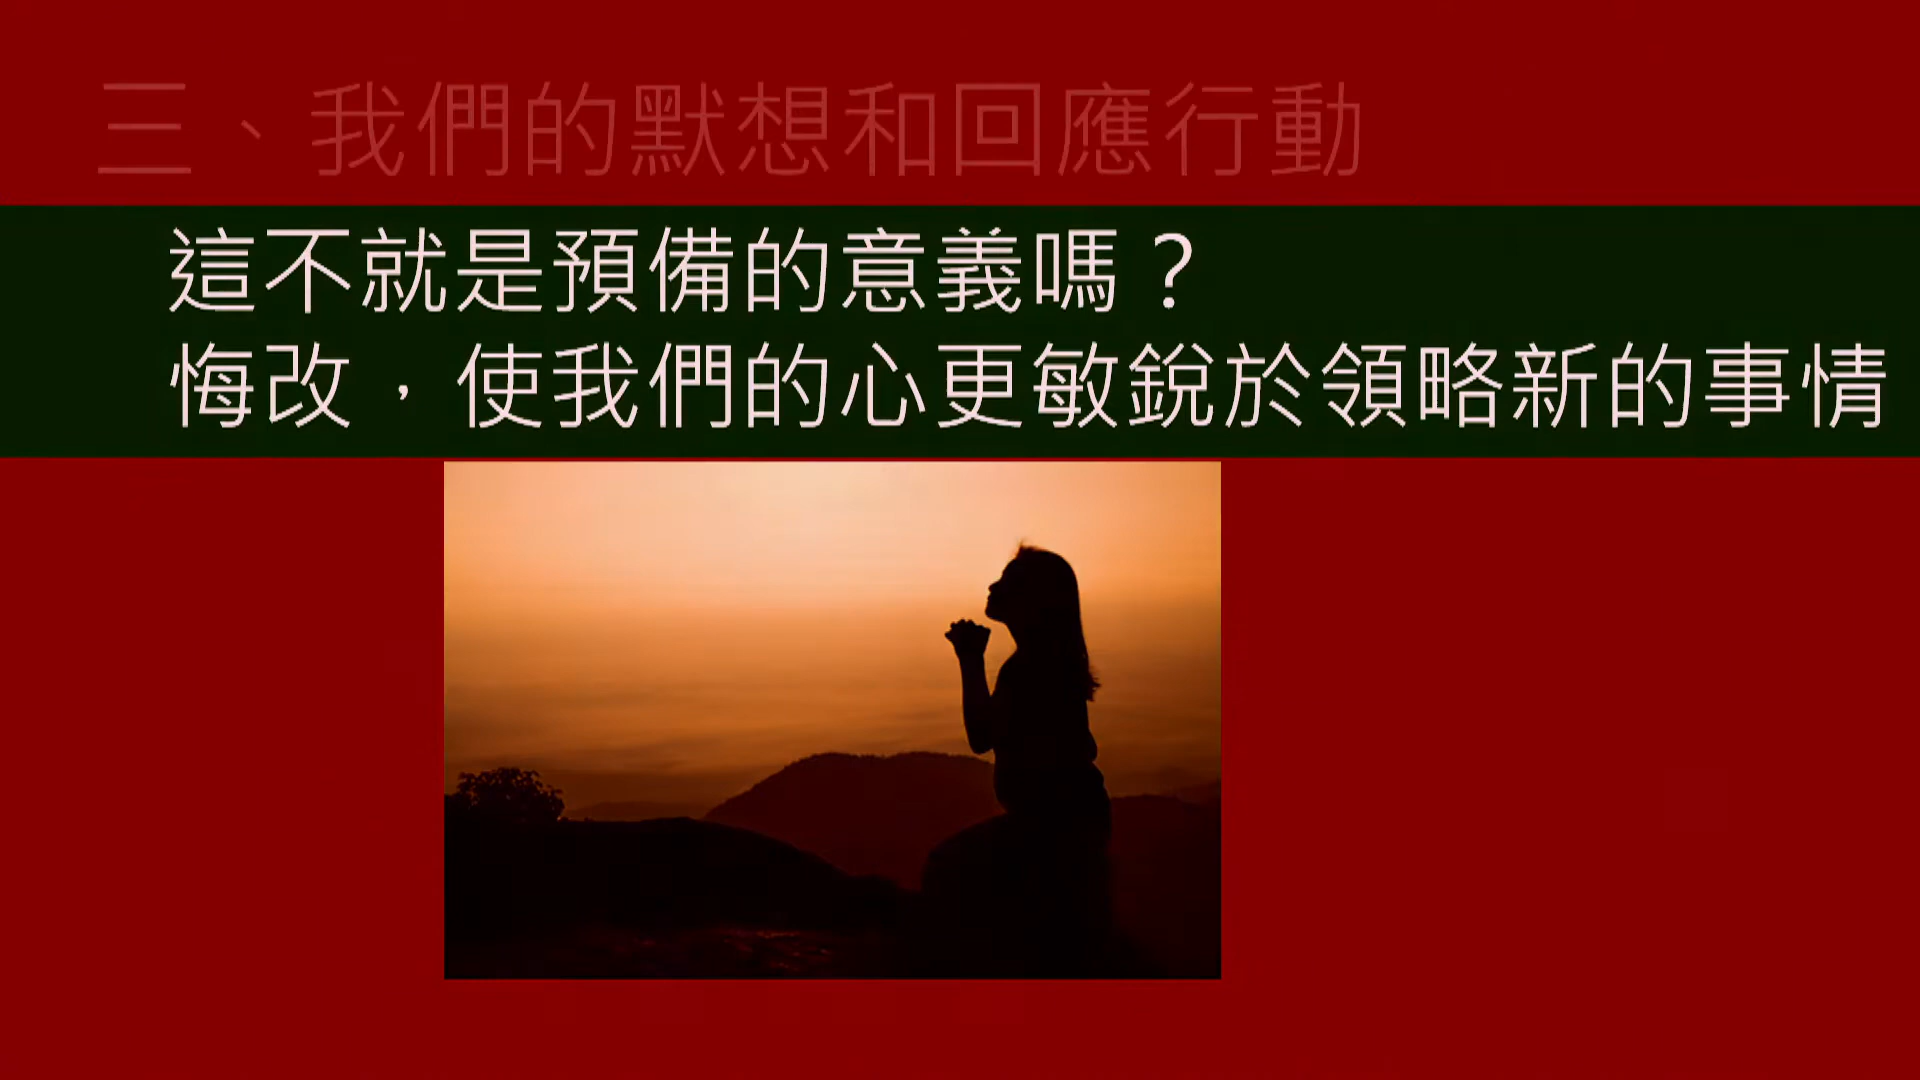 三、我們的默想和回應行動
這不就是預備的意義嗎？
悔改，使我們的心更敏銳於領略新的事情